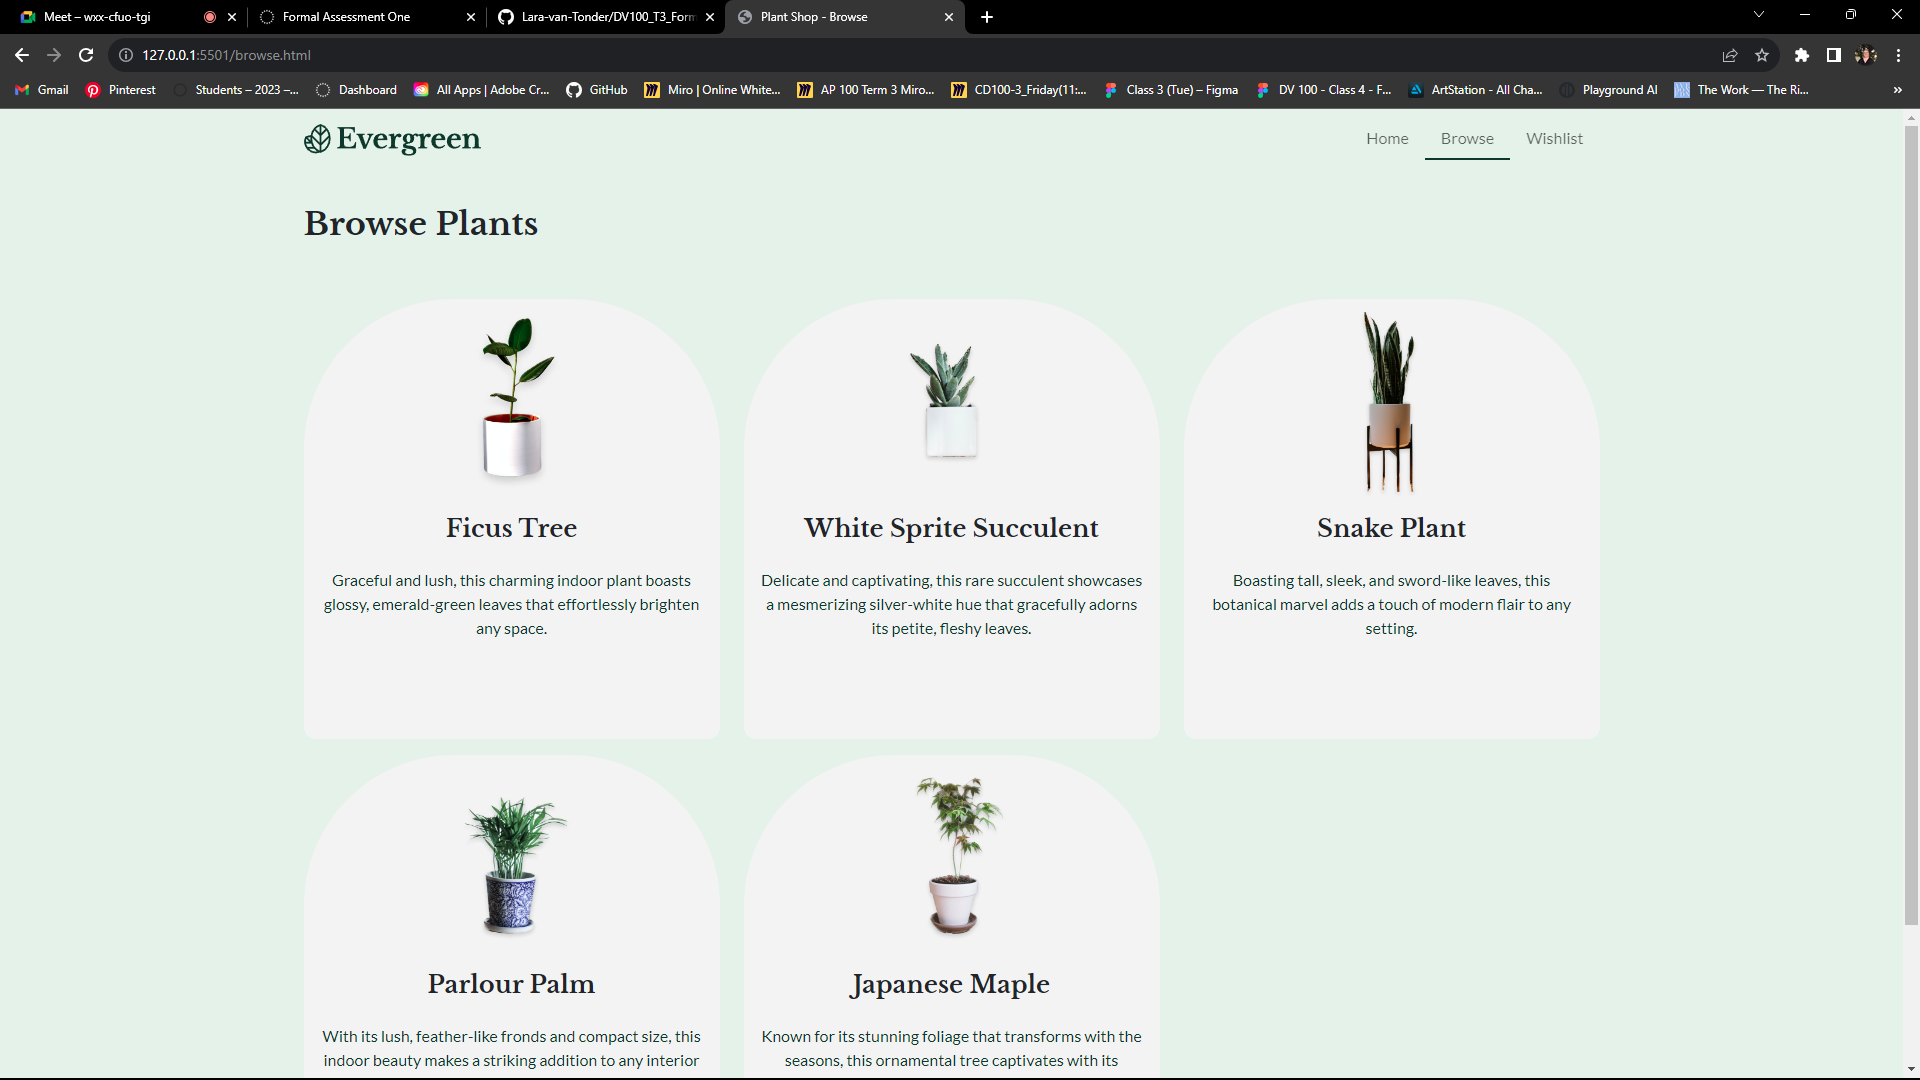 Meet – wxx-cfuo-tgi
Formal Assessment One
Lara-van-Tonder/DV100_T3_Form
Plant Shop - Browse
127.0.0.1:5501/browse.html
Gmail
Pinterest
Students – 2023 –...
Dashboard
All Apps | Adobe Cr...
GitHub
Miro | Online White...
AP 100 Term 3 Miro...
CD100-3_Friday(11:...
Class 3 (Tue) – Figma
DV 100 - Class 4 - F...
ArtStation - All Cha...
Playground AI
The Work — The Ri...
»
Evergreen
Home
Browse
Wishlist
Browse Plants
Ficus Tree
Graceful and lush, this charming indoor plant boasts
glossy, emerald-green leaves that effortlessly brighten
any space.
White Sprite Succulent
Delicate and captivating, this rare succulent showcases
a mesmerizing silver-white hue that gracefully adorns
its petite, fleshy leaves.
Snake Plant
Boasting tall, sleek, and sword-like leaves, this
botanical marvel adds a touch of modern flair to any
setting.
Parlour Palm
With its lush, feather-like fronds and compact size, this
indoor beauty makes a striking addition to any interior
Japanese Maple
Known for its stunning foliage that transforms with the
seasons, this ornamental tree captivates with its